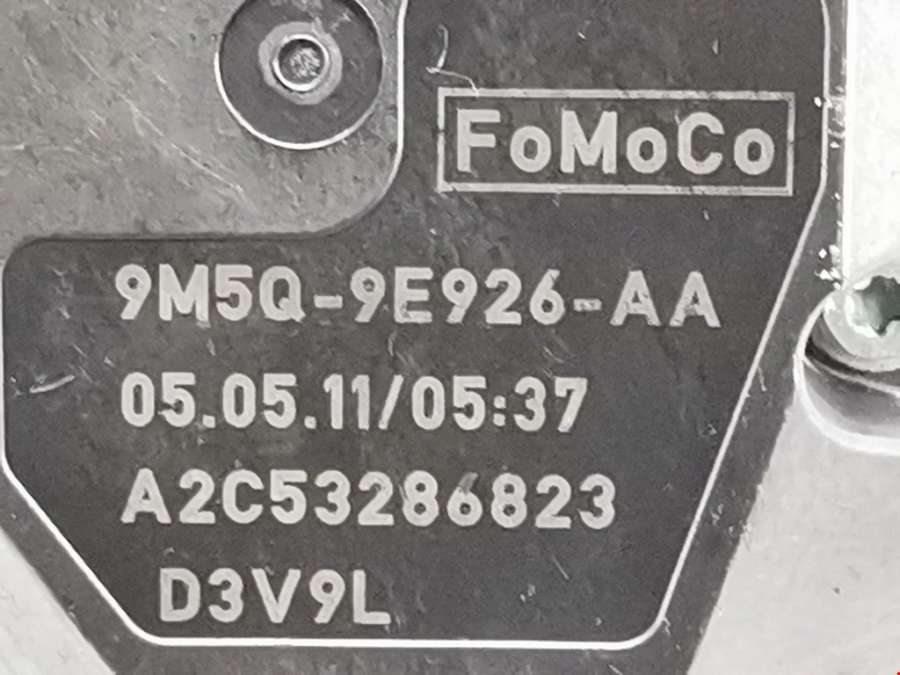 FoMoCo
9M5Q-9E926-AA
05.05.11/05:37
A2C53286823
D3V9L